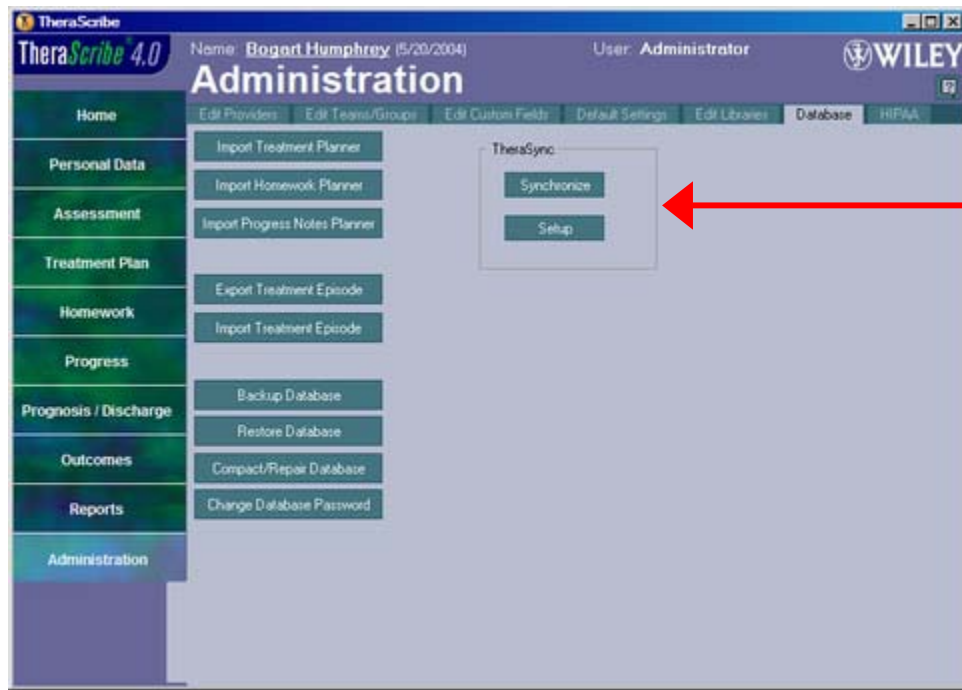 TheraScribe
TheraScribe 4.0
Name: Bogart Humphrey (5/20/2004)
User: Administrator
WILEY
Administration
Edit Providers
Edit Teams/Groups
Edit Custom Fields
Default Settings
Edit Libraries
Database
HIPAA
Home
Personal Data
Assessment
Treatment Plan
Homework
Progress
Prognosis / Discharge
Outcomes
Reports
Administration
Import Treatment Planner
Import Homework Planner
Import Progress Notes Planner
Export Treatment Episode
Import Treatment Episode
Backup Database
Restore Database
Compact/Repair Database
Change Database Password
TheraSync
Synchronize
Setup